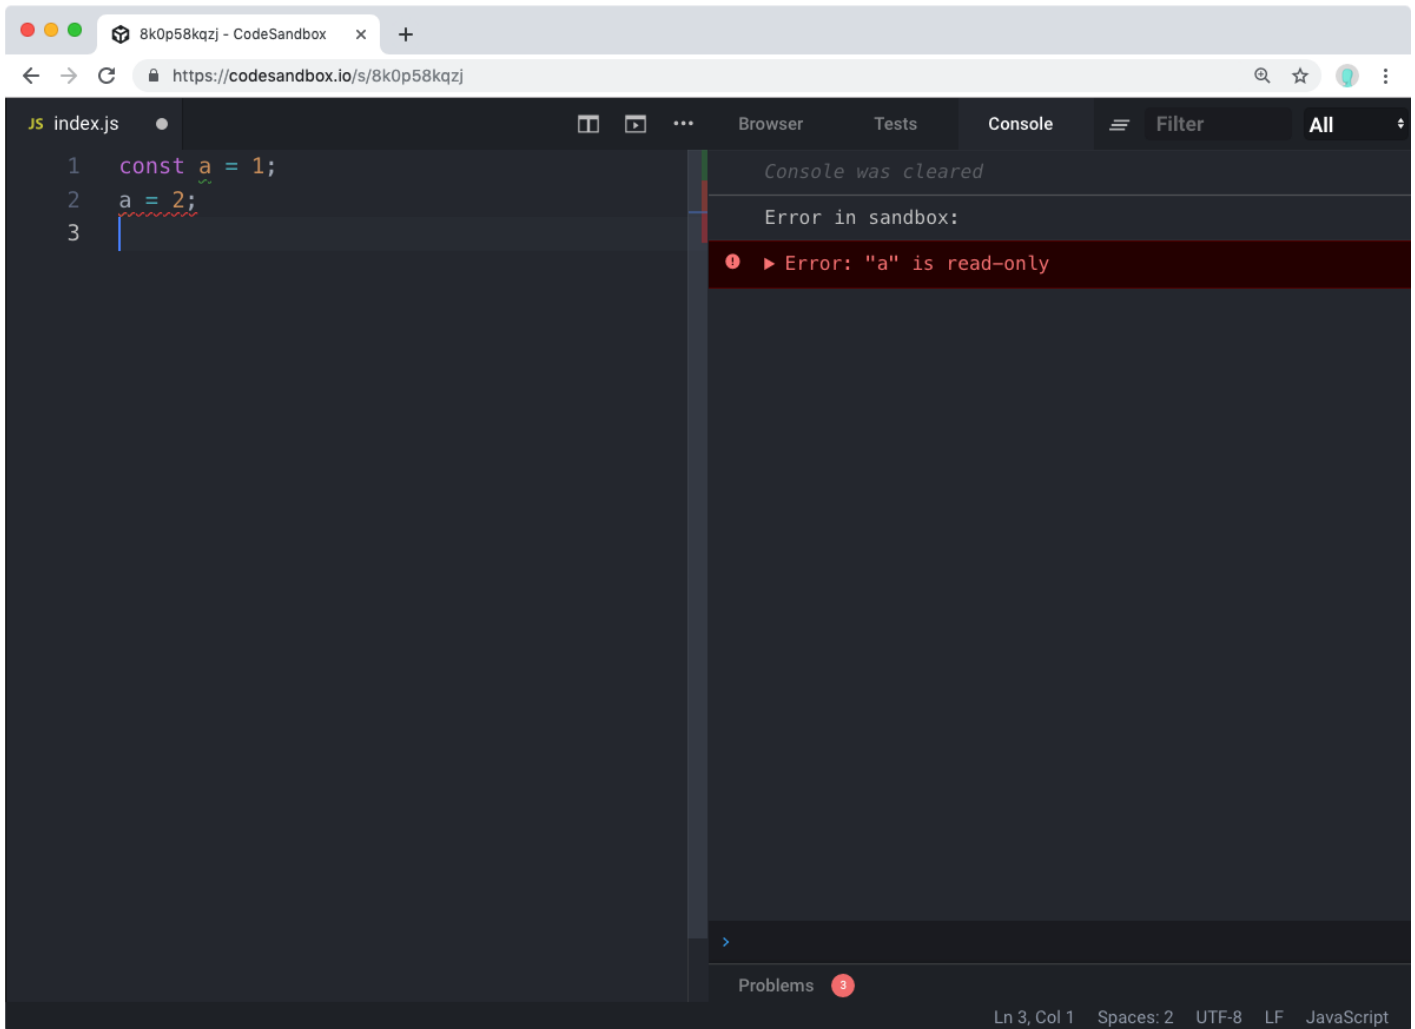 8k0p58kqzj - CodeSandbox
https://codesandbox.io/s/8k0p58kqzj
JS index.js
Browser Tests Console Filter All
1 const a = 1;
2 a = 2;
3
Console was cleared
Error in sandbox:
Error: "a" is read-only
Problems 3
Ln 3, Col 1 Spaces: 2 UTF-8 LF JavaScript